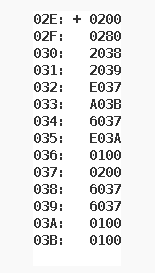 02E: + 0200
02F: 0280
030: 2038
031: 2039
032: E037
033: A03B
034: 6037
035: E03A
036: 0100
037: 0200
038: 6037
039: 6037
03A: 0100
03B: 0100